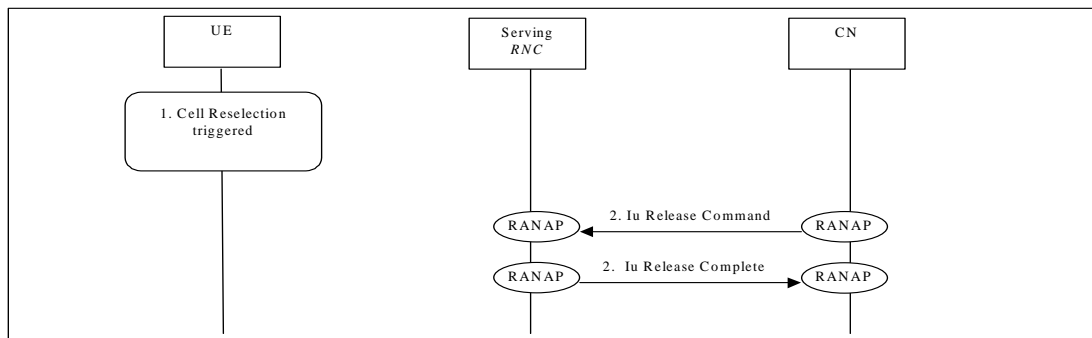 UE
Serving
RNC
CN
1. Cell Reselection
triggered
2. Iu Release Command
RANAP
RANAP
2. Iu Release Complete
RANAP
RANAP